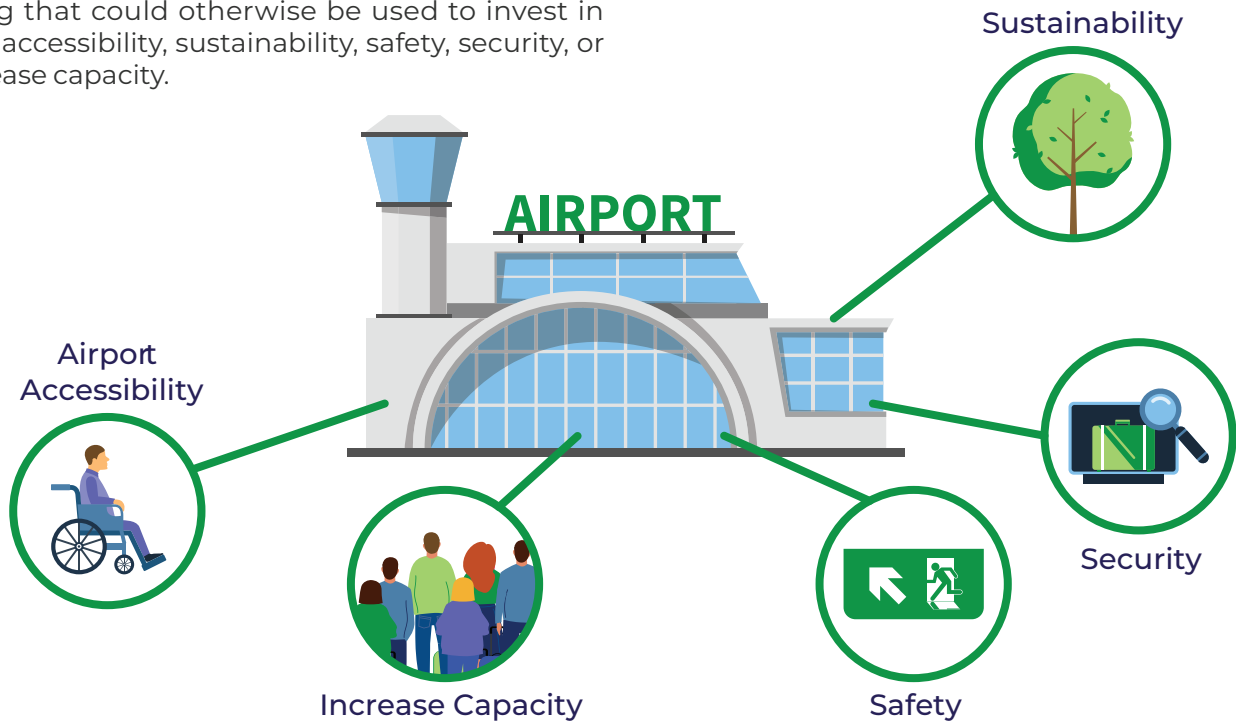 that could otherwise be used to invest in
accessibility, sustainability, safety, security, or
capacity.
Sustainability
AIRPORT
Airport
Accessibility
Security
Increase Capacity
Safety